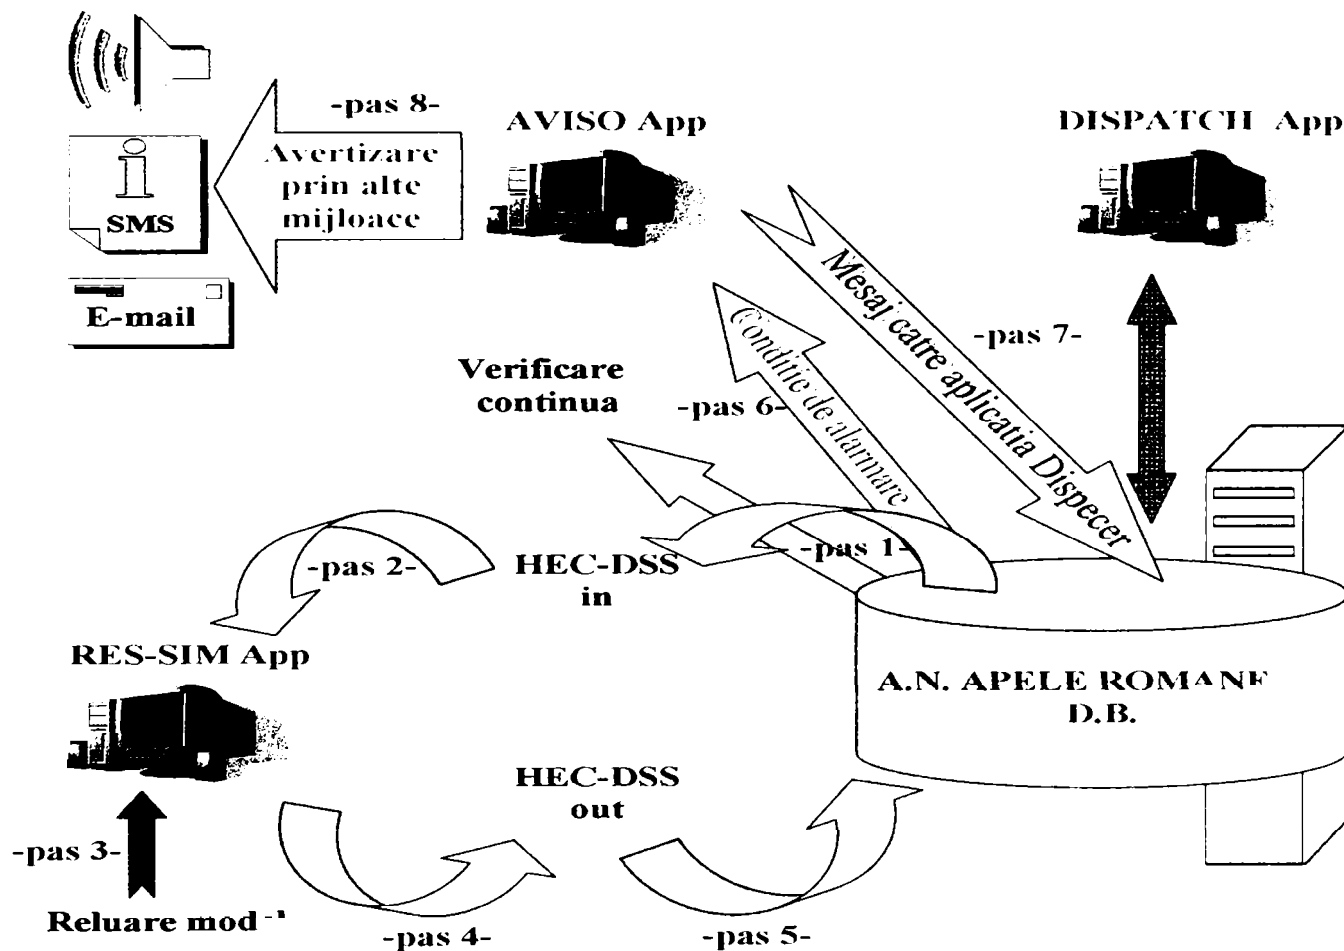 -pas 8-
AVISO App
DISPATCH App
Avertizare
prin alte
mijloace
SMS
E-mail
Mesaj catre aplicatia Dispecer
-pas 7-
Conditie de alarmare
-pas 6-
Verificare
continua
-pas 1-
-pas 2-
HEC-DSS
in
RES-SIM App
A.N. APELE ROMANE
D.B.
HEC-DSS
out
-pas 3-
Reluare
-pas 4-
-pas 5-